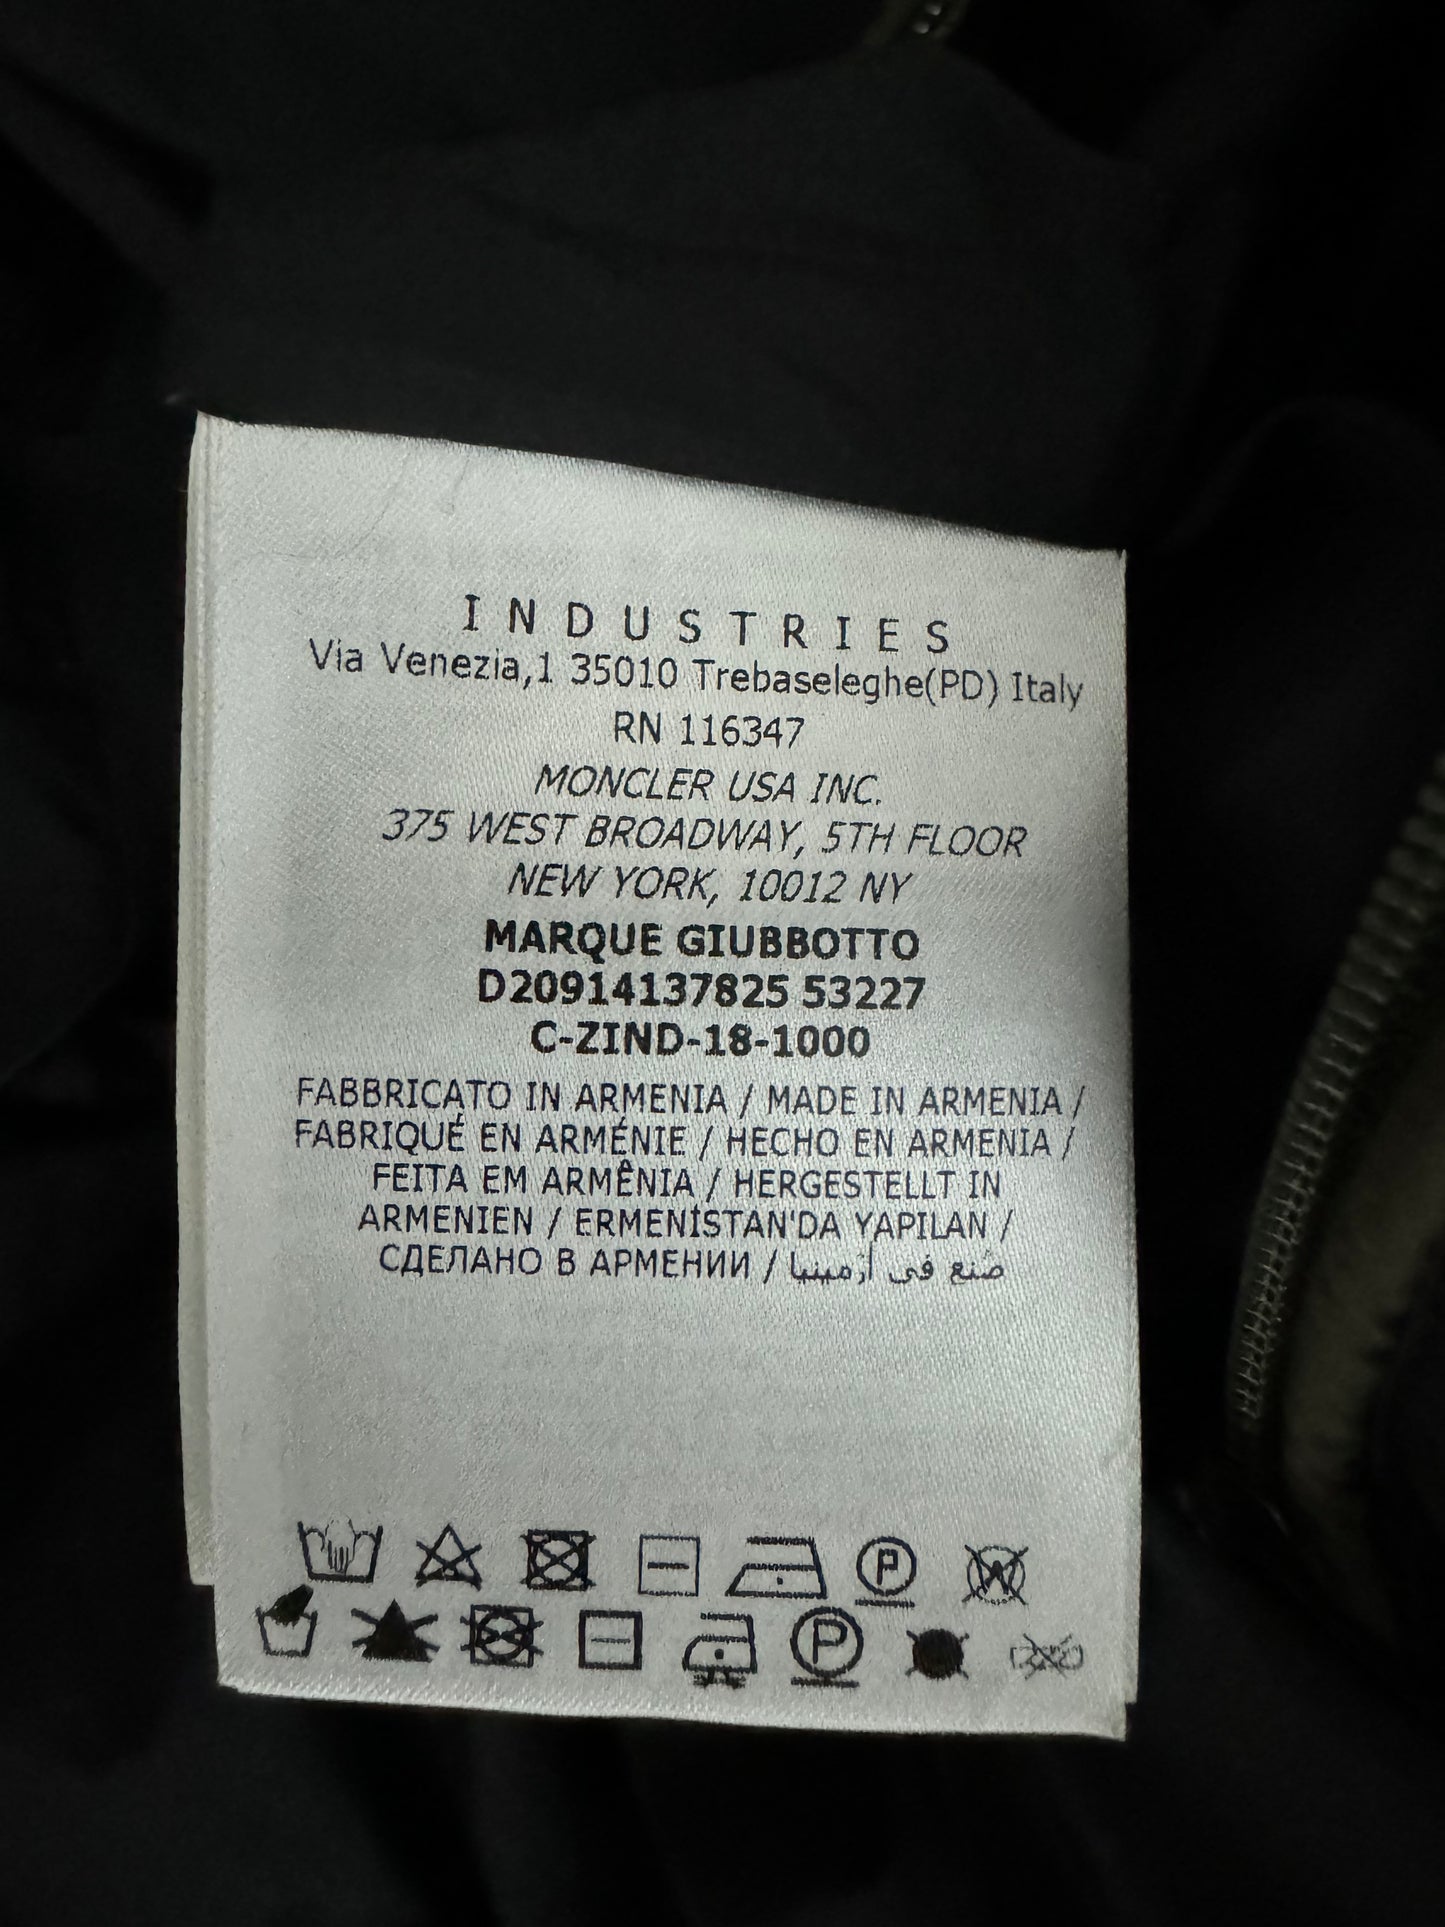 INDUSTRIES
Via Venezia,1 35010 Trebaseleghe(PD) Italy
RN 116347
MONCLER USA INC.
375 WEST BROADWAY, 5TH FLOOR
NEW YORK, 10012 NY
MARQUE GIUBBOTTO
D20914137825 53227
C-ZIND-18-1000
FABBRICATO IN ARMENIA / MADE IN ARMENIA /
FABRIQUÉ EN ARMÉNIE / HECHO EN ARMENIA /
FEITA EM ARMÊNIA / HERGESTELLT IN
ARMENIEN / ERMENİSTAN'DA YAPILAN /
СДЕЛАНО В АРМЕНИИ / صنع في أرمينيا
P W
P